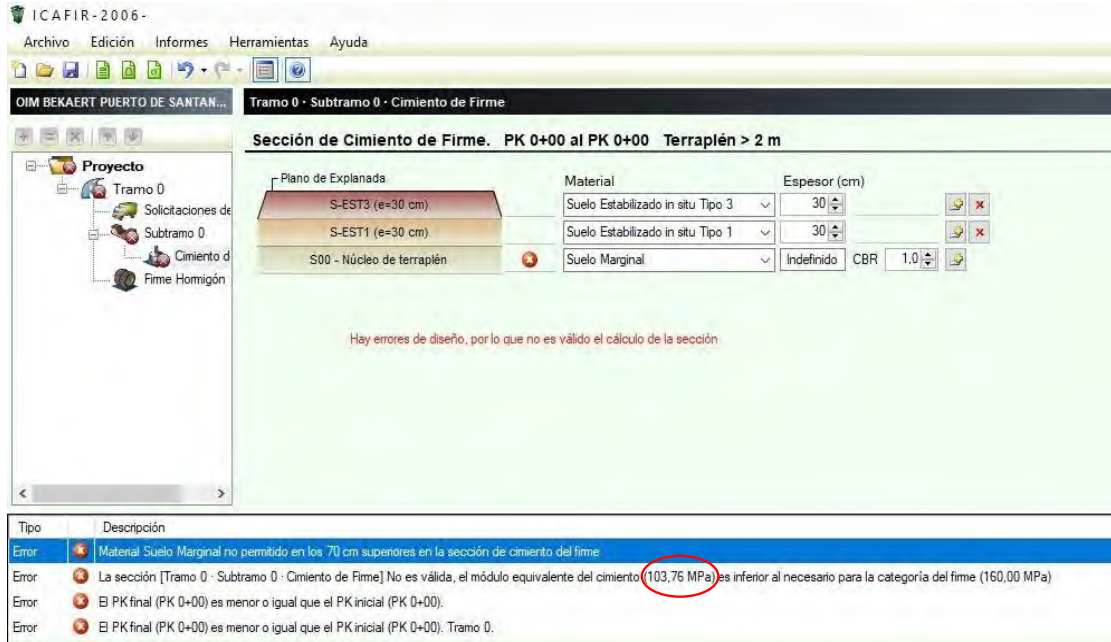 ICAFIR-2006-
Archivo Edición Informes Herramientas Ayuda
OIM BEKAERT PUERTO DE SANTAN... Tramo 0 · Subtramo 0 · Cimiento de Firme
Sección de Cimiento de Firme. PK 0+00 al PK 0+00 Terraplén > 2 m
Proyecto
Tramo 0
Solicitaciones de
Subtramo 0
Cimiento d
Firme Hormigón
Plano de Explanada Material Espesor (cm)
S-EST3 (e=30 cm) Suelo Estabilizado in situ Tipo 3 30
S-EST1 (e=30 cm) Suelo Estabilizado in situ Tipo 1 30
S00 - Núcleo de terraplén Suelo Marginal Indefinido CBR 1,0
Hay errores de diseño, por lo que no es válido el cálculo de la sección
Tipo Descripción
Error Material Suelo Marginal no permitido en los 70 cm superiores en la sección de cimiento del firme
Error La sección [Tramo 0 · Subtramo 0 · Cimiento de Firme] No es válida, el módulo equivalente del cimiento (103,76 MPa) es inferior al necesario para la categoría del firme (160,00 MPa)
Error El PK final (PK 0+00) es menor o igual que el PK inicial (PK 0+00).
Error El PK final (PK 0+00) es menor o igual que el PK inicial (PK 0+00). Tramo 0.